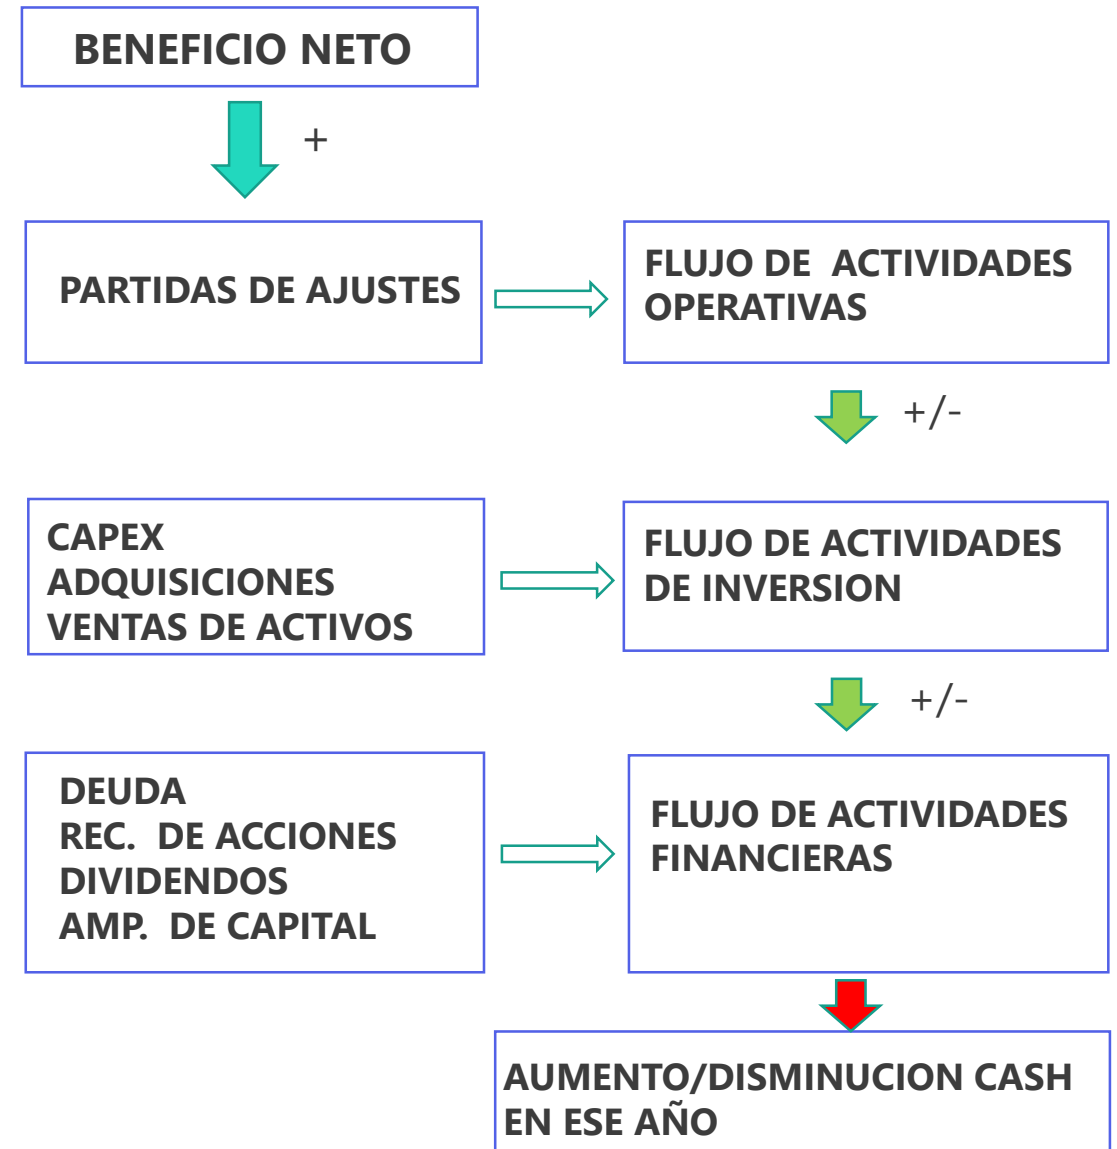 BENEFICIO NETO
+
PARTIDAS DE AJUSTES
FLUJO DE ACTIVIDADES
OPERATIVAS
+/-
CAPEX
ADQUISICIONES
VENTAS DE ACTIVOS
FLUJO DE ACTIVIDADES
DE INVERSION
+/-
DEUDA
REC. DE ACCIONES
DIVIDENDOS
AMP. DE CAPITAL
FLUJO DE ACTIVIDADES
FINANCIERAS
AUMENTO/DISMINUCION CASH
EN ESE AÑO